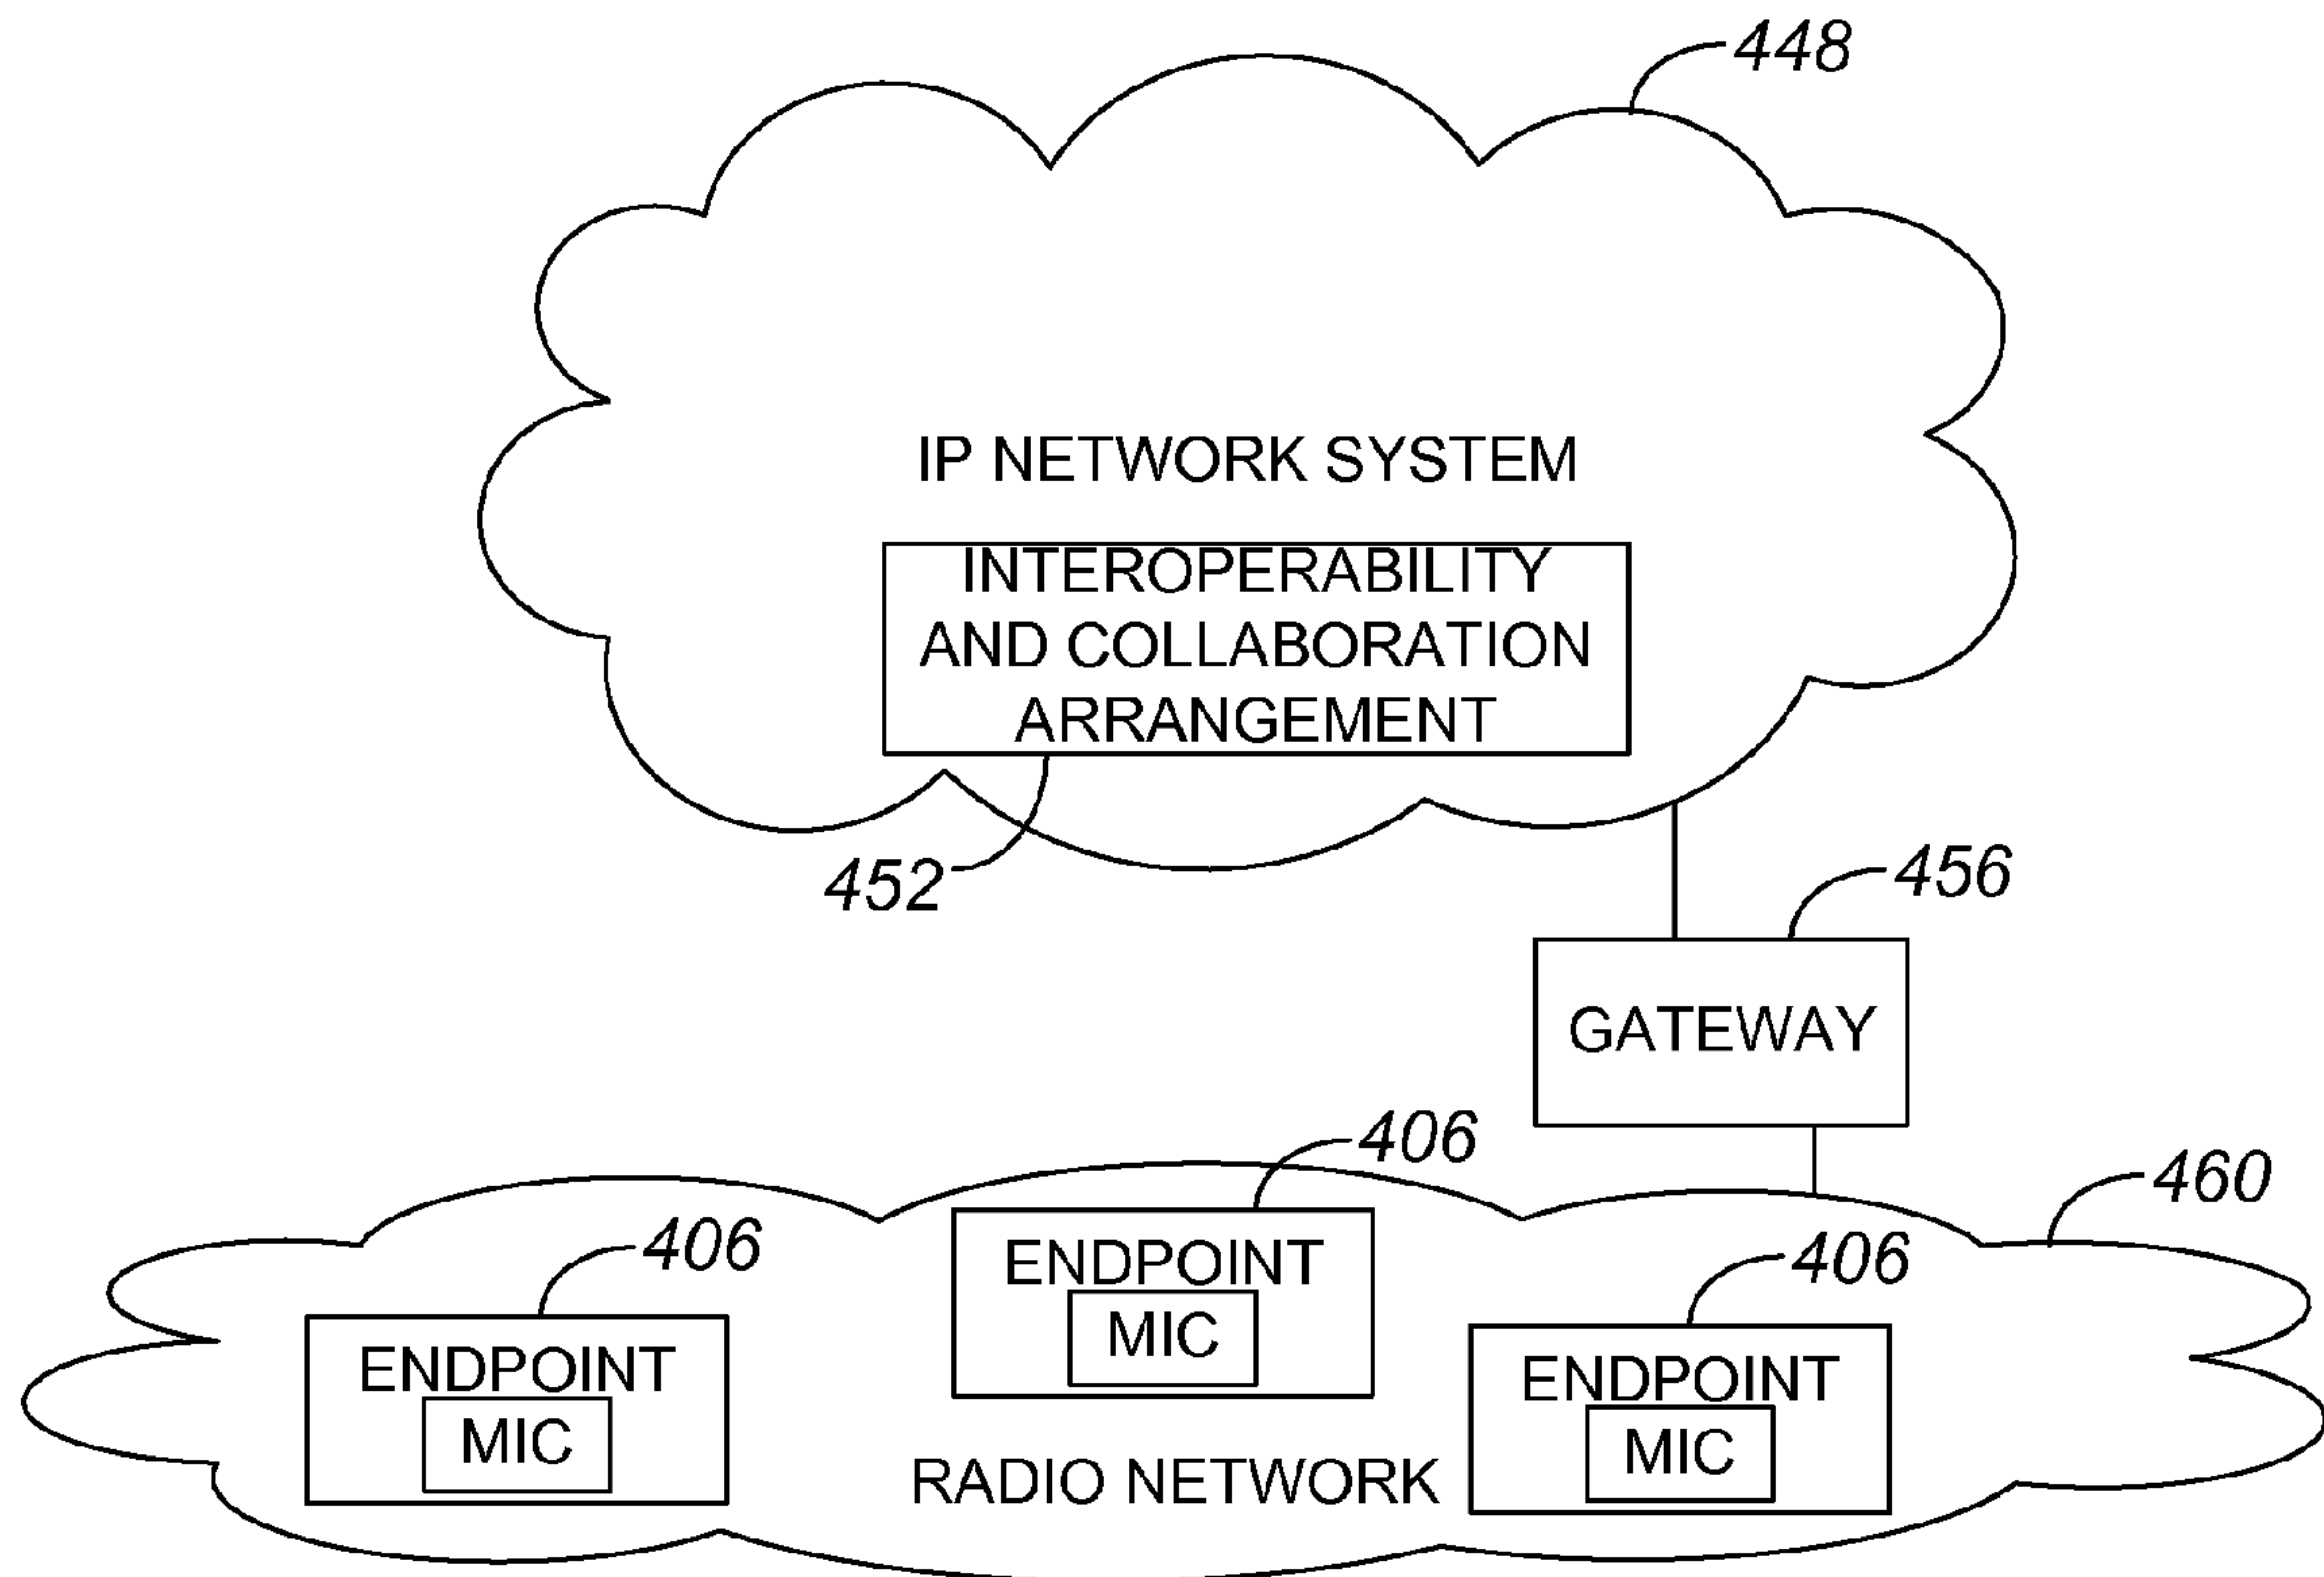 448
IP NETWORK SYSTEM
INTEROPERABILITY
AND COLLABORATION
ARRANGEMENT
452
456
GATEWAY
406
460
406
406
ENDPOINT
MIC
ENDPOINT
MIC
ENDPOINT
MIC
RADIO NETWORK